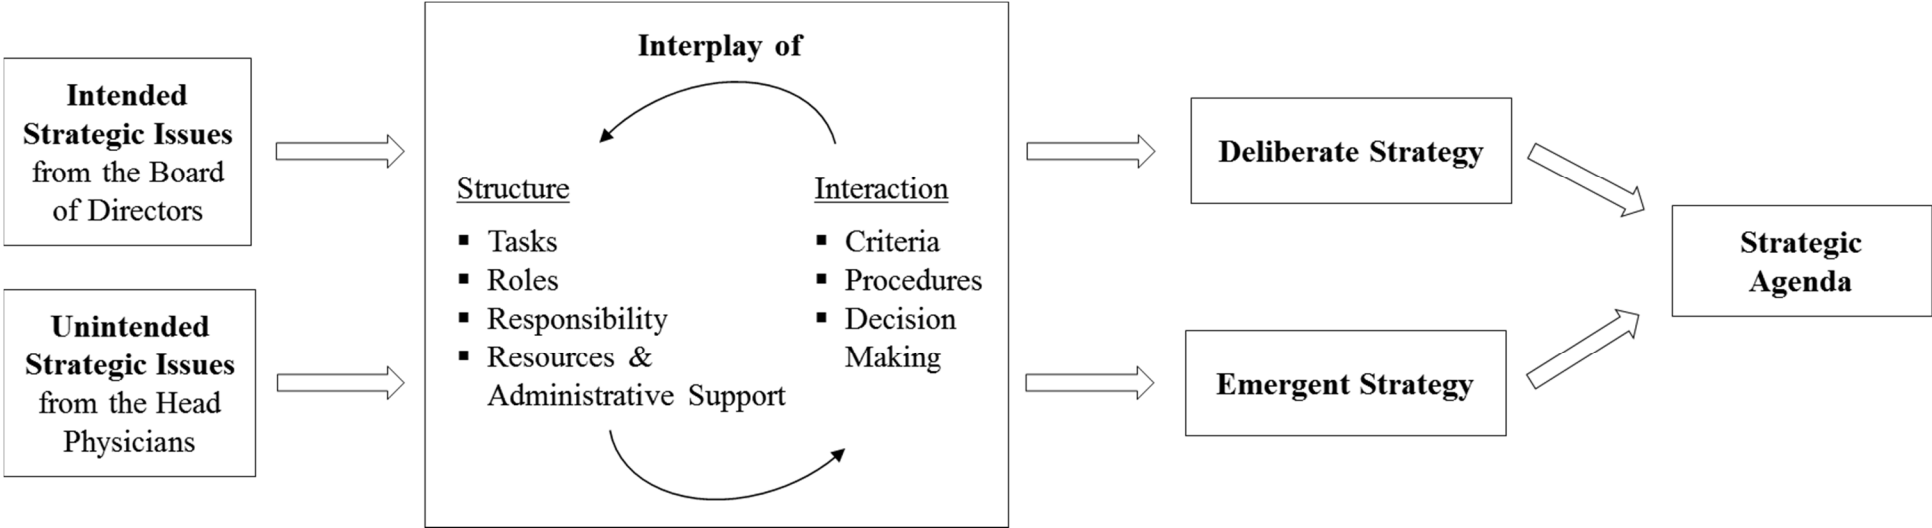 Intended
Strategic Issues
from the Board
of Directors
Unintended
Strategic Issues
from the Head
Physicians
Interplay of
Structure
▪ Tasks
▪ Roles
▪ Responsibility
▪ Resources &
Administrative Support
Interaction
▪ Criteria
▪ Procedures
▪ Decision
Making
Deliberate Strategy
Emergent Strategy
Strategic
Agenda